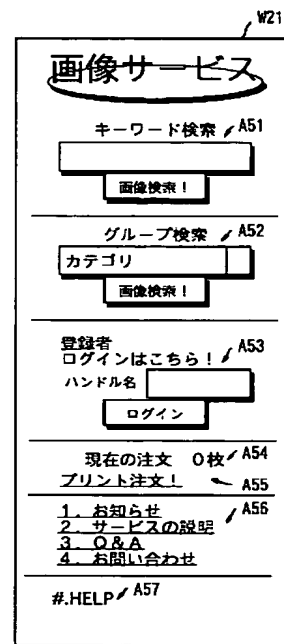 W21
画像サービス
キーワード検索 A51
画像検索！
グループ検索 A52
カテゴリ
画像検索！
登録者
ログインはこちら！ A53
ハンドル名
ログイン
現在の注文 0枚 A54
プリント注文！ A55
1. お知らせ
2. サービスの説明 A56
3. Q&A
4. お問い合わせ
#.HELP A57